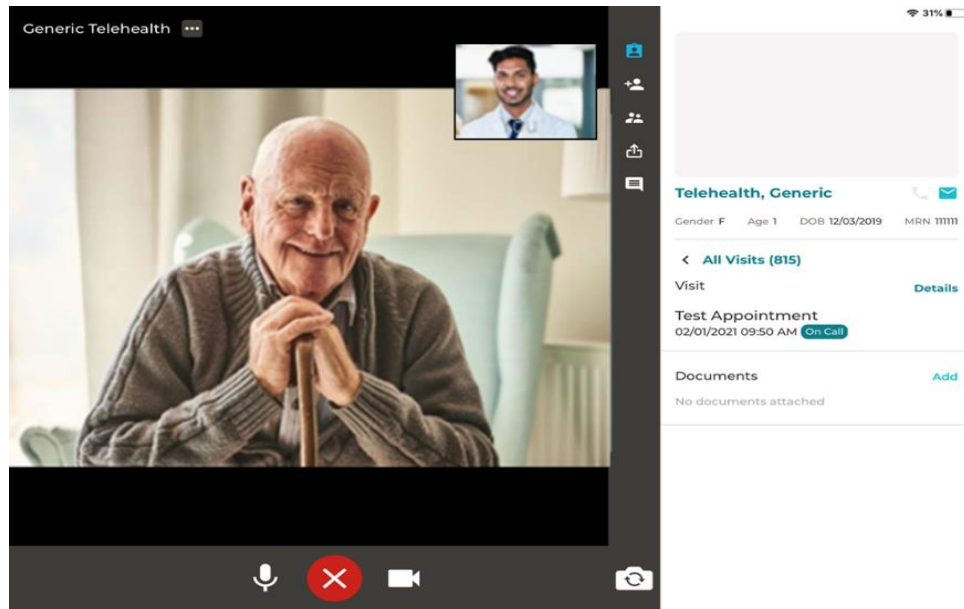 Generic Telehealth
31%
Telehealth, Generic
Gender F Age 1 DOB 12/03/2019 MRN 111111
All Visits (815)
Visit Details
Test Appointment
02/01/2021 09:50 AM On Call
Documents Add
No documents attached